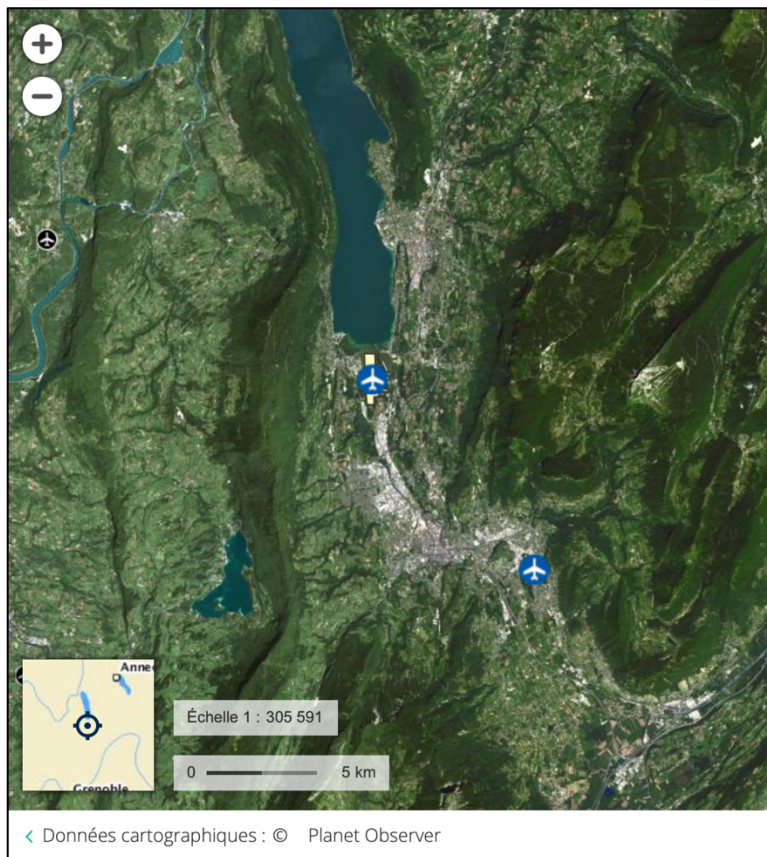 Anne
Grenoble
Échelle 1 : 305 591
0 5 km
Données cartographiques : © Planet Observer